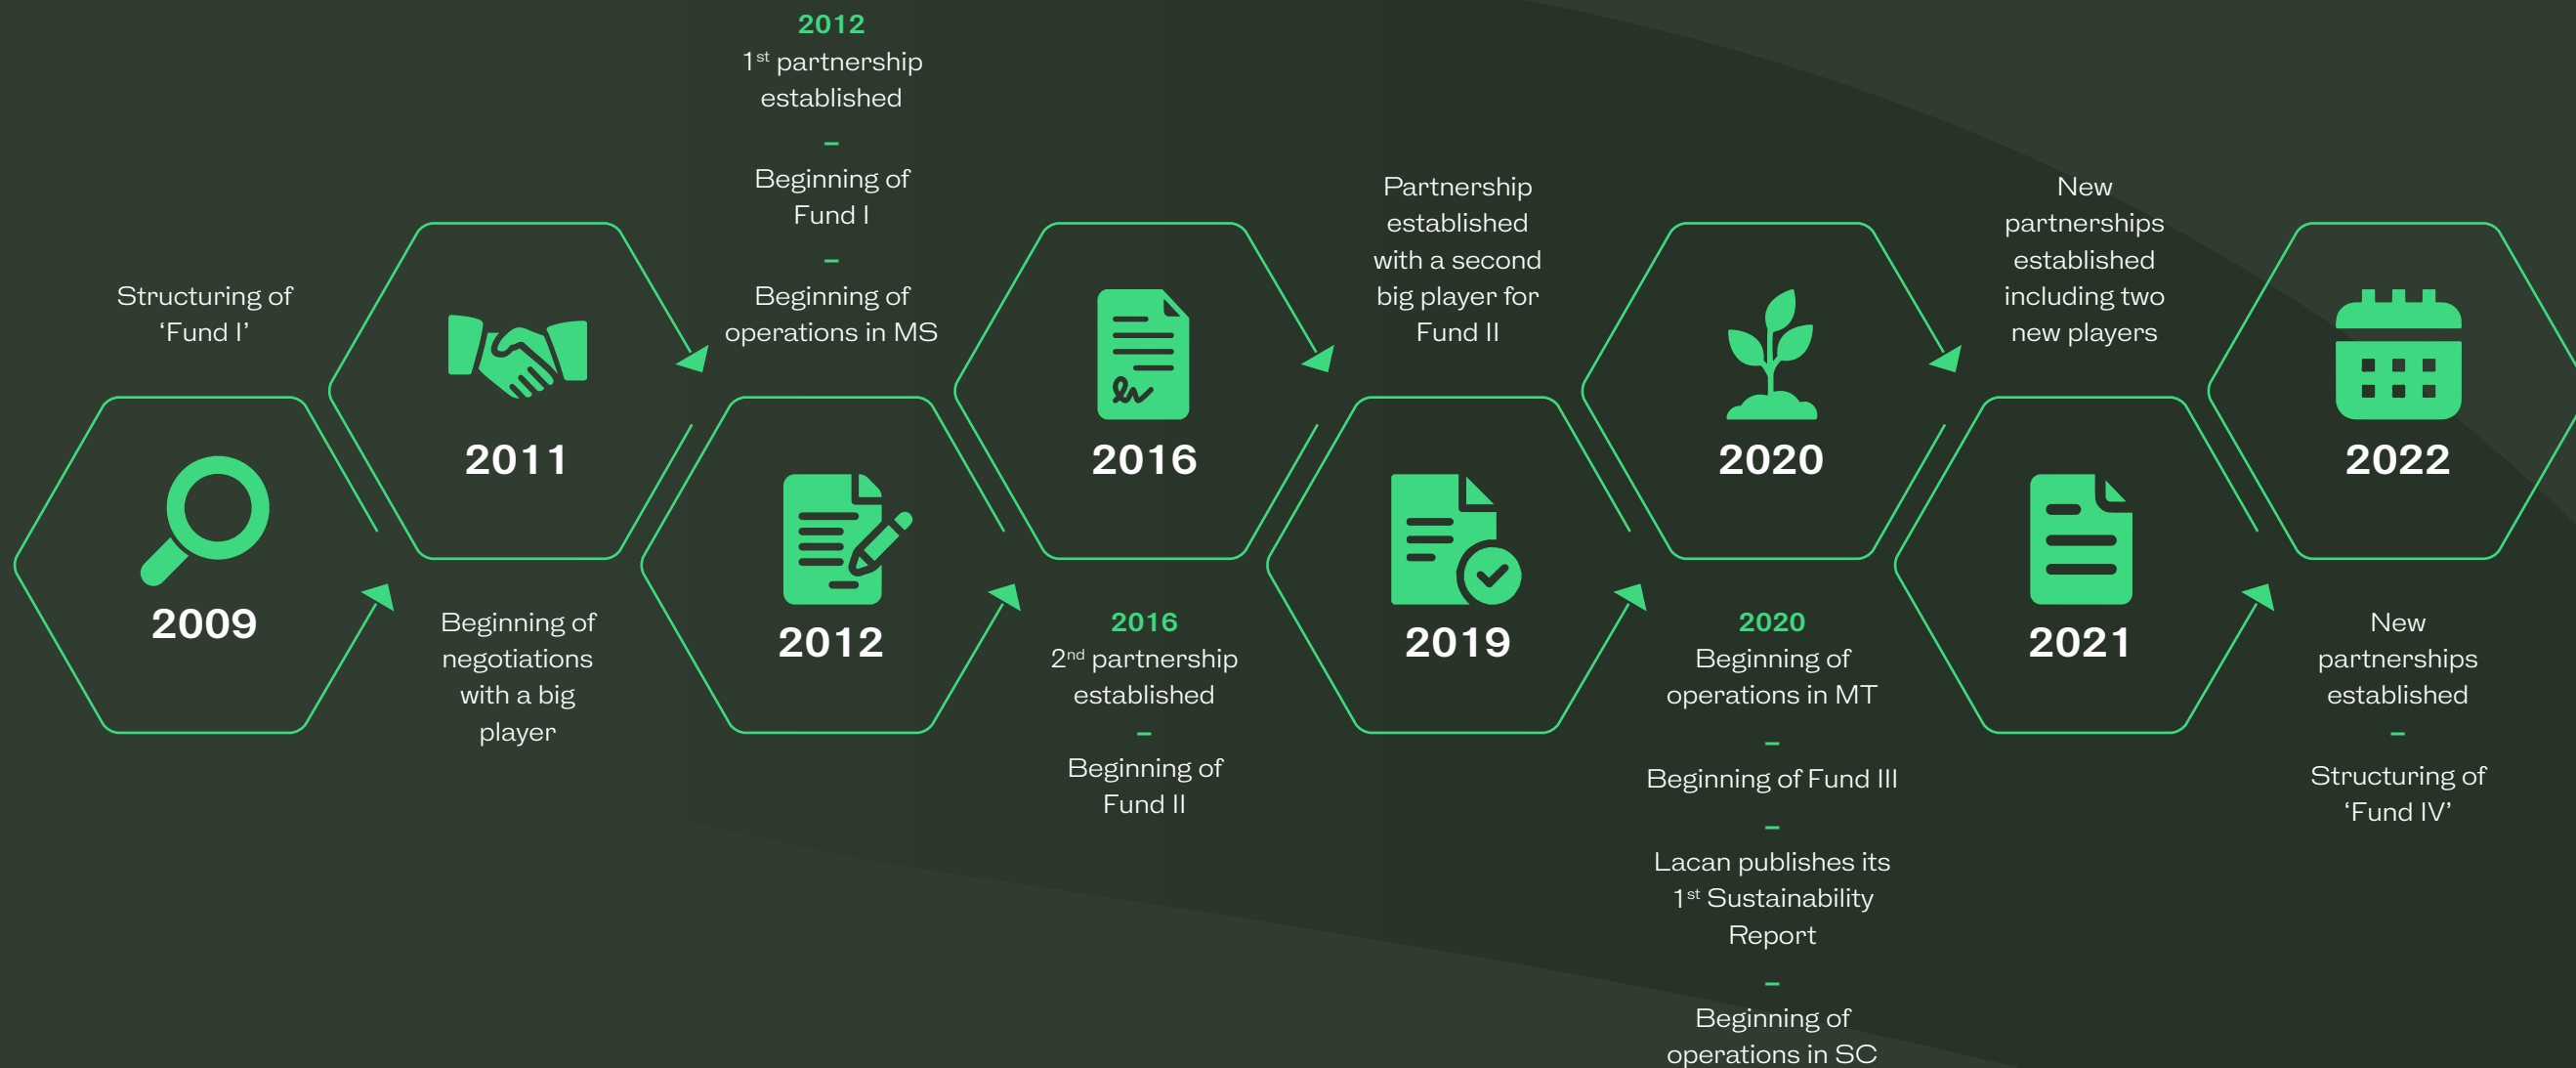 Structuring of
‘Fund I’
2009
2011
Beginning of
negotiations
with a big
player
2012
1st partnership
established
–
Beginning of
Fund I
–
Beginning of
operations in MS
2012
2016
2016
2nd partnership
established
–
Beginning of
Fund II
Partnership
established
with a second
big player for
Fund II
2019
2020
2020
Beginning of
operations in MT
–
Beginning of Fund III
–
Lacan publishes its
1st Sustainability
Report
–
Beginning of
operations in SC
New
partnerships
established
including two
new players
2021
2022
New
partnerships
established
–
Structuring of
‘Fund IV’